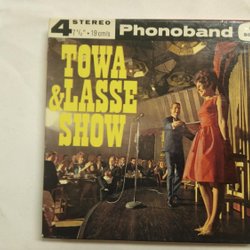 4 STEREO Phonoband
7 1/2" • 19 cm/s
TOWA
& LASSE
SHOW